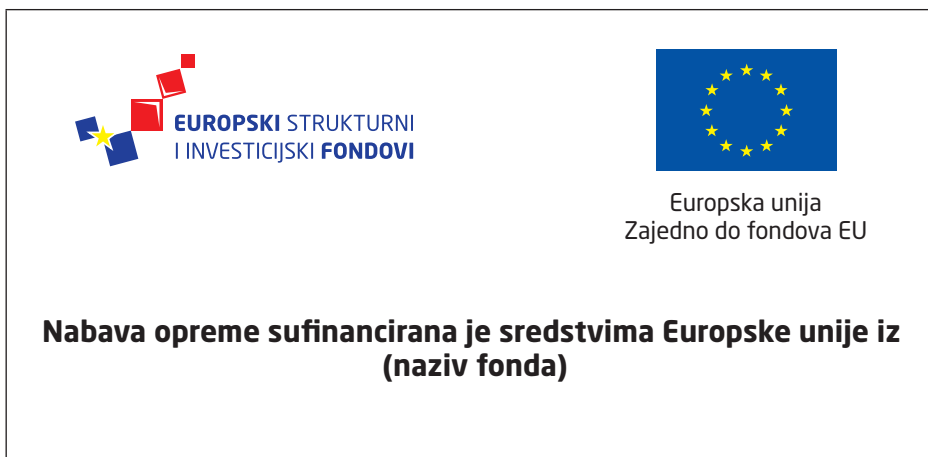 EUROPSKI STRUKTURNI
I INVESTICIJSKI FONDOVI
Europska unija
Zajedno do fondova EU
Nabava opreme sufinancirana je sredstvima Europske unije iz
(naziv fonda)